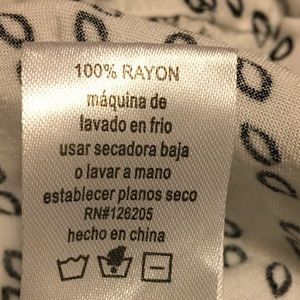 100% RAYON
máquina de
lavado en frio
usar secadora baja
o lavar a mano
establecer planos seco
RN#126205
hecho en china